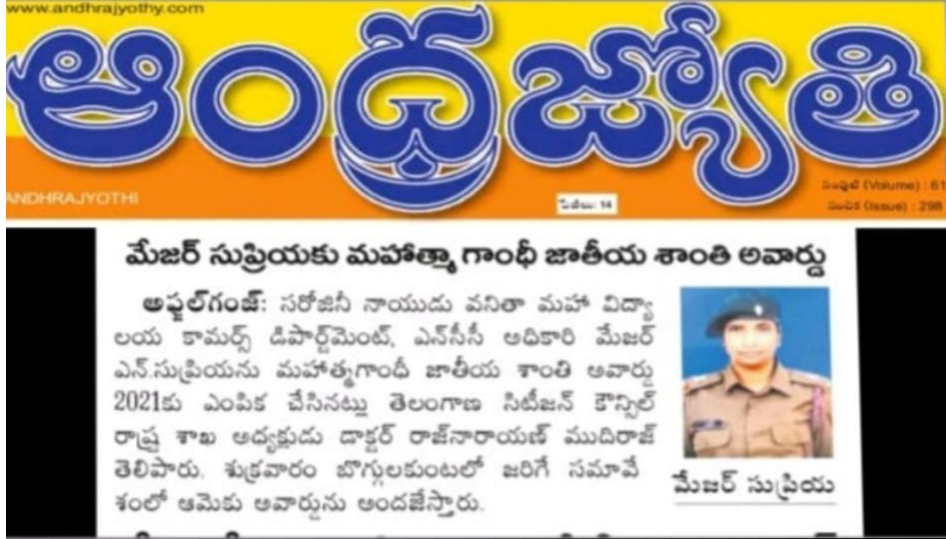 www.andhrajyothy.com
ఆంధ్రజ్యోతి
ANDHRAJYOTHI
పేజీలు: 14
సంపుటి (Volume) : 61
సంచిక (Issue) : 298
మేజర్ సుప్రియకు మహాత్మా గాంధీ జాతీయ శాంతి అవార్డు
అఫ్జల్‌గంజ్: సరోజినీ నాయుడు వనితా మహా విద్యా
లయ కామర్స్ డిపార్ట్‌మెంట్, ఎన్‌సీసీ అధికారి మేజర్
ఎన్.సుప్రియను మహాత్మగాంధీ జాతీయ శాంతి అవార్డు
2021కు ఎంపిక చేసినట్లు తెలంగాణ సిటీజన్ కౌన్సిల్
రాష్ట్ర శాఖ అధ్యక్షుడు డాక్టర్ రాజ్‌నారాయణ్ ముదిరాజ్
తెలిపారు. శుక్రవారం బొగ్గులకుంటలో జరిగే సమావే
శంలో ఆమెకు అవార్డును అందజేస్తారు.
మేజర్ సుప్రియ